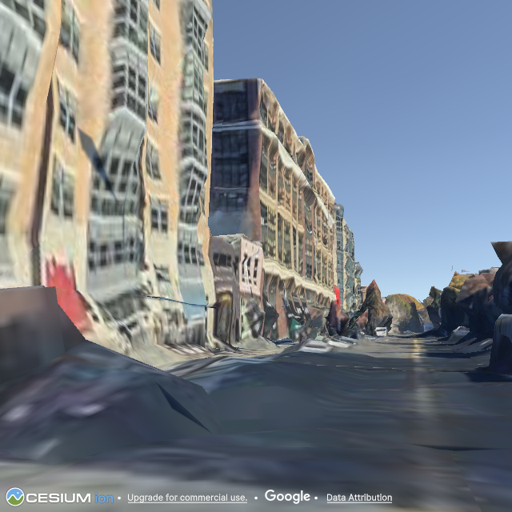 CESIUM ion • Upgrade for commercial use. • Google • Data Attribution